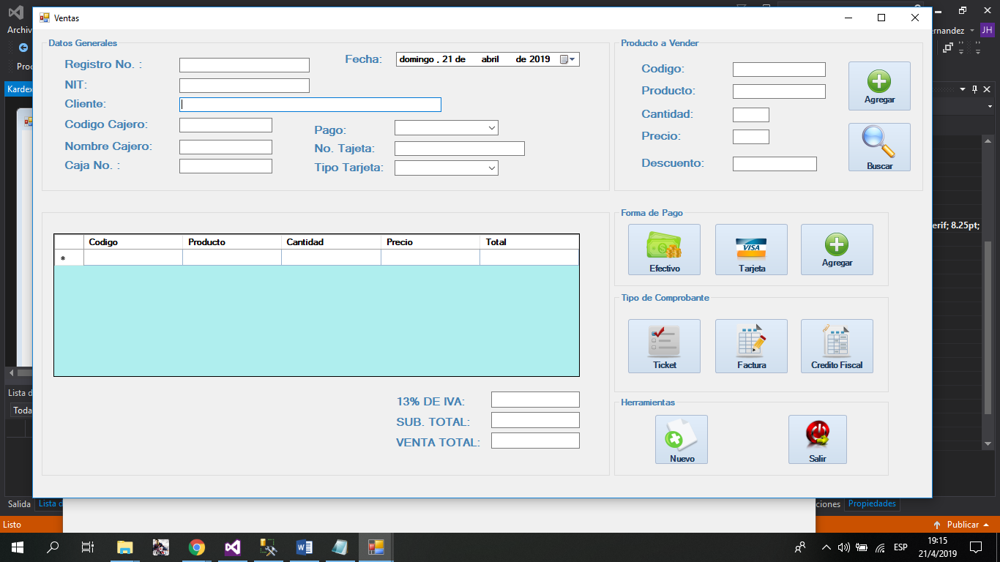 Ventas
Archiv
ernandez
JH
Proc
Kardex
Datos Generales
Registro No. :
NIT:
Cliente:
Codigo Cajero:
Nombre Cajero:
Caja No. :
Fecha:
domingo , 21 de abril de 2019
Pago:
No. Tajeta:
Tipo Tarjeta:
Producto a Vender
Codigo:
Producto:
Cantidad:
Precio:
Descuento:
Agregar
Buscar
Codigo Producto Cantidad Precio Total
*
13% DE IVA:
SUB. TOTAL:
VENTA TOTAL:
Forma de Pago
Efectivo
VISA
Tarjeta
Agregar
Tipo de Comprobante
Ticket
Factura
Credito Fiscal
Herramientas
Nuevo
Salir
erif; 8.25pt;
Lista d
Toda
Salida
Lista d
ciones
Propiedades
Listo
Publicar
ESP
19:15
21/4/2019